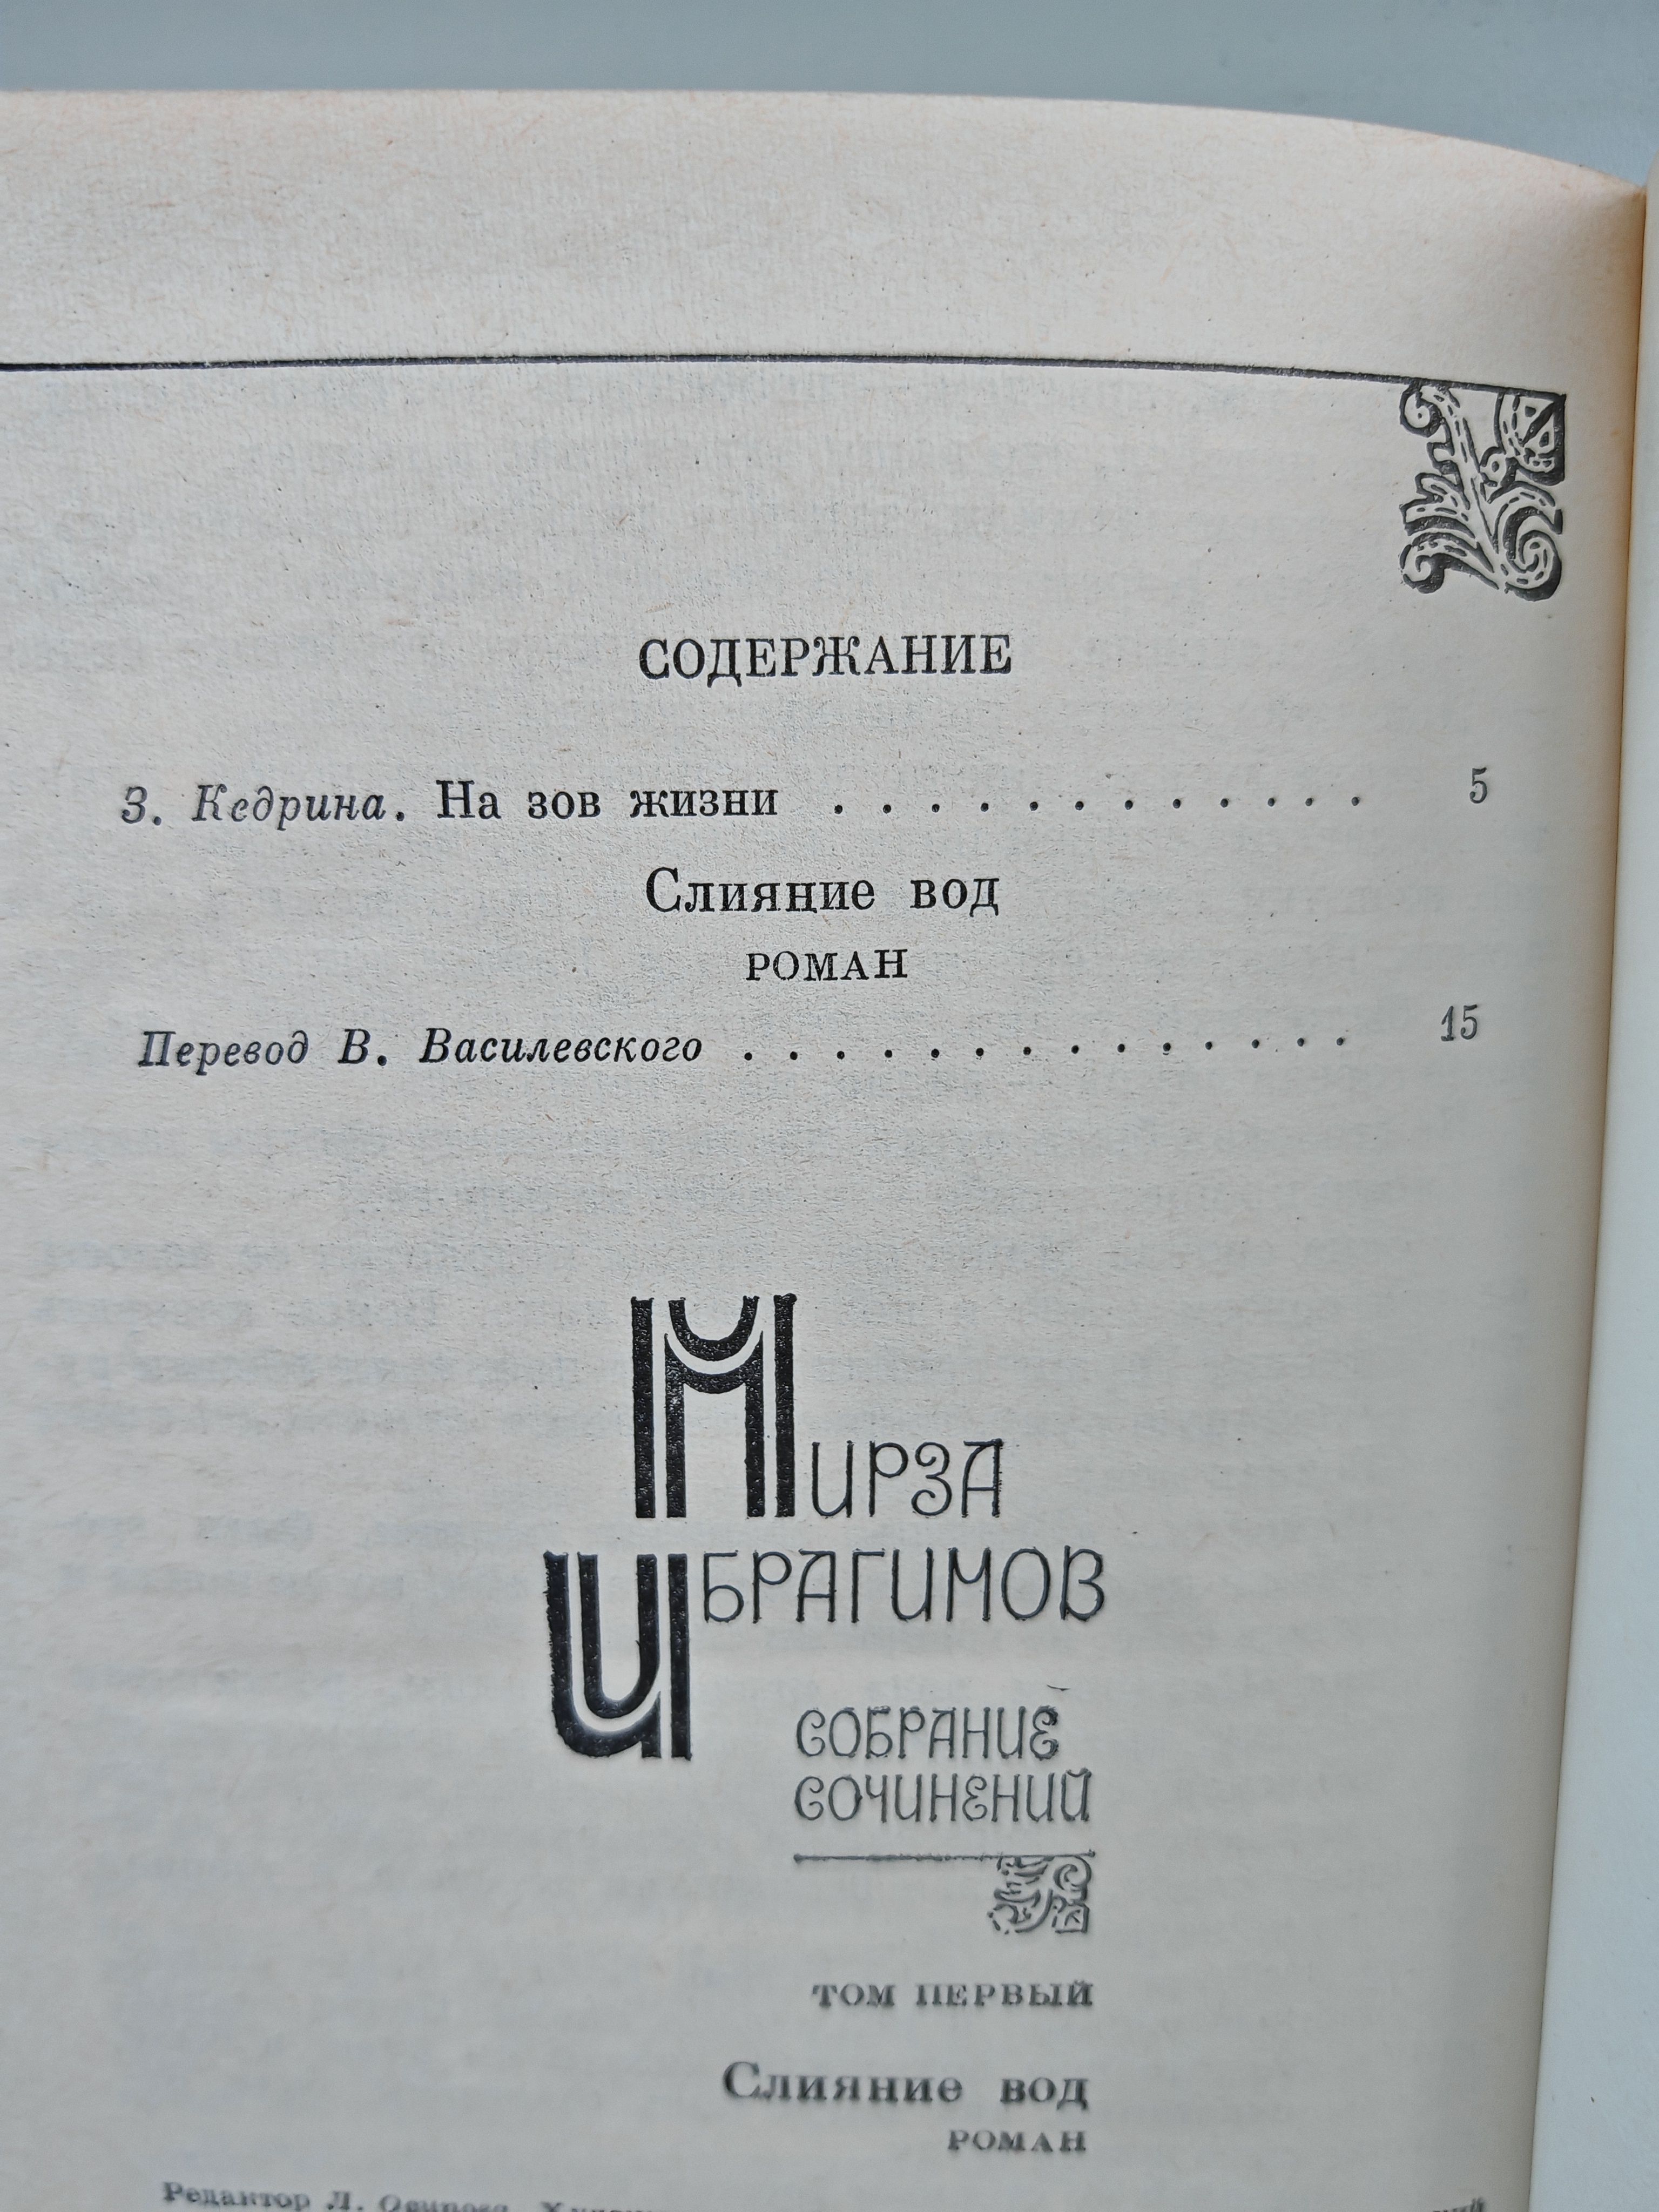 СОДЕРЖАНИЕ
З. Кедрина. На зов жизни . . . . . . . . . . . . 5
Слияние вод
РОМАН
Перевод В. Василевского . . . . . . . . . . . . . . 15
Мирза
Ибрагимов
СОБРАНИЕ
СОЧИНЕНИЙ
ТОМ ПЕРВЫЙ
Слияние вод
РОМАН
Редактор Л.